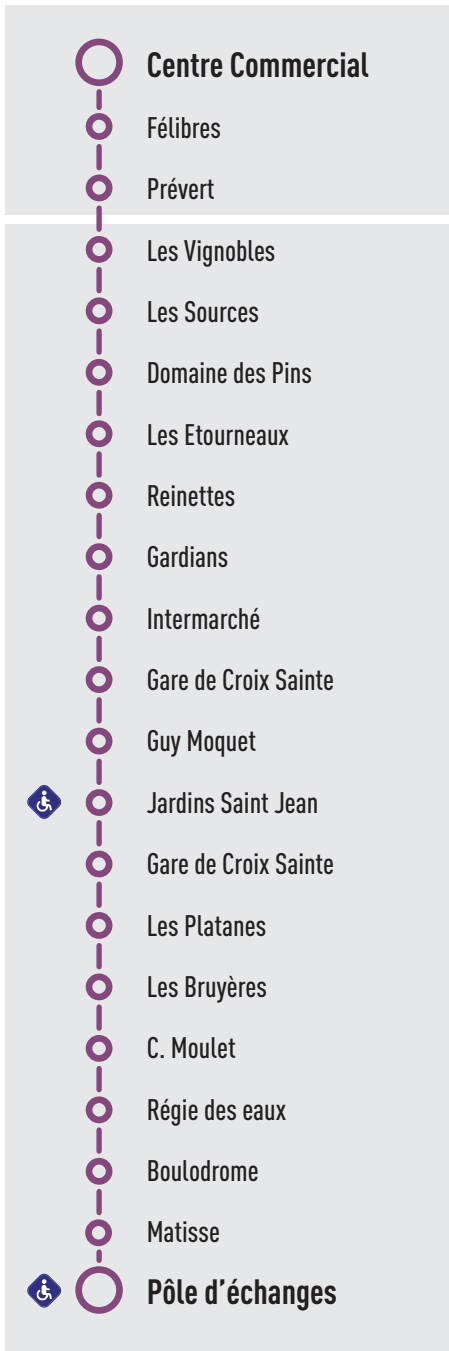 Centre Commercial
Félibres
Prévert
Les Vignobles
Les Sources
Domaine des Pins
Les Etourneaux
Reinettes
Gardians
Intermarché
Gare de Croix Sainte
Guy Moquet
Jardins Saint Jean
Gare de Croix Sainte
Les Platanes
Les Bruyères
C. Moulet
Régie des eaux
Boulodrome
Matisse
Pôle d'échanges